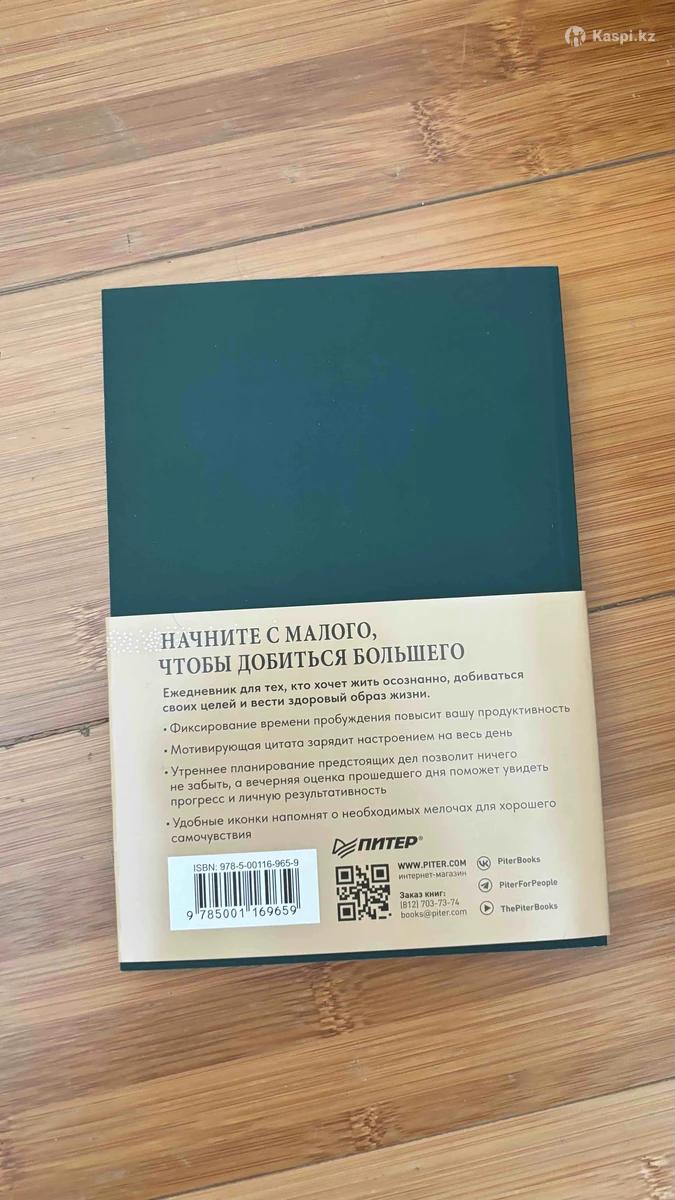 Kaspi.kz
НАЧНИТЕ С МАЛОГО,
ЧТОБЫ ДОБИТЬСЯ БОЛЬШЕГО
Ежедневник для тех, кто хочет жить осознанно, добиваться
своих целей и вести здоровый образ жизни.
• Фиксирование времени пробуждения повысит вашу продуктивность
• Мотивирующая цитата зарядит настроением на весь день
• Утреннее планирование предстоящих дел позволит ничего
не забыть, а вечерняя оценка прошедшего дня поможет увидеть
прогресс и личную результативность
• Удобные иконки напомнят о необходимых мелочах для хорошего
самочувствия
ISBN: 978-5-00116-965-9
9 785001 169659
ПИТЕР®
WWW.PITER.COM
интернет-магазин
Заказ книг:
(812) 703-73-74
books@piter.com
PiterBooks
PiterForPeople
ThePiterBooks